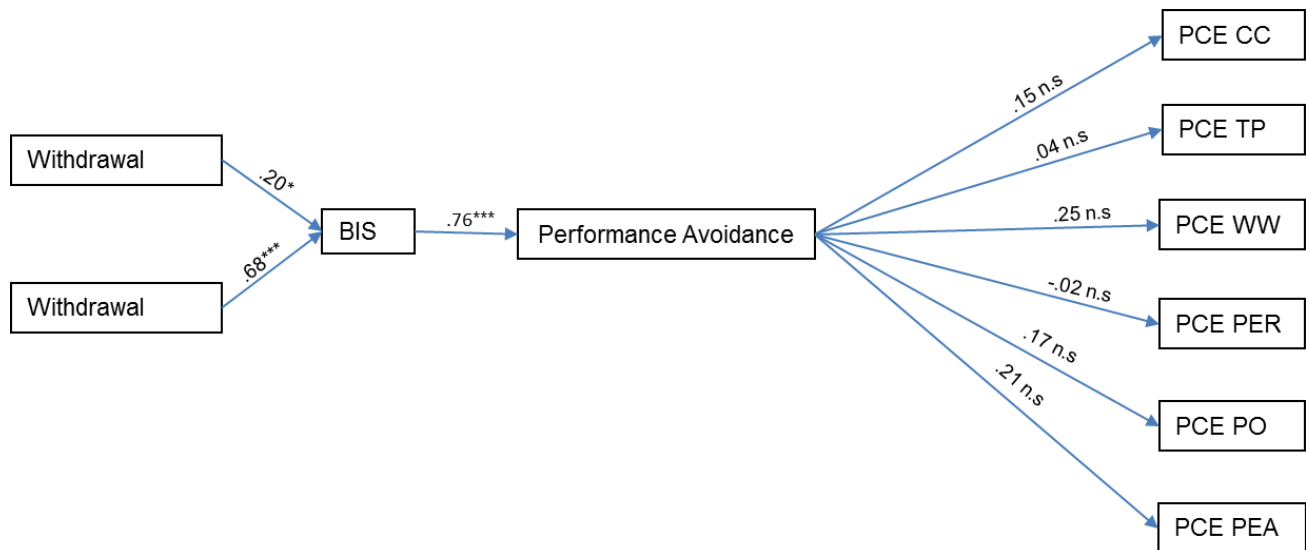 Withdrawal
Withdrawal
.20*
.68***
BIS
.76***
Performance Avoidance
.15 n.s
.04 n.s
.25 n.s
-.02 n.s
.17 n.s
.21 n.s
PCE CC
PCE TP
PCE WW
PCE PER
PCE PO
PCE PEA